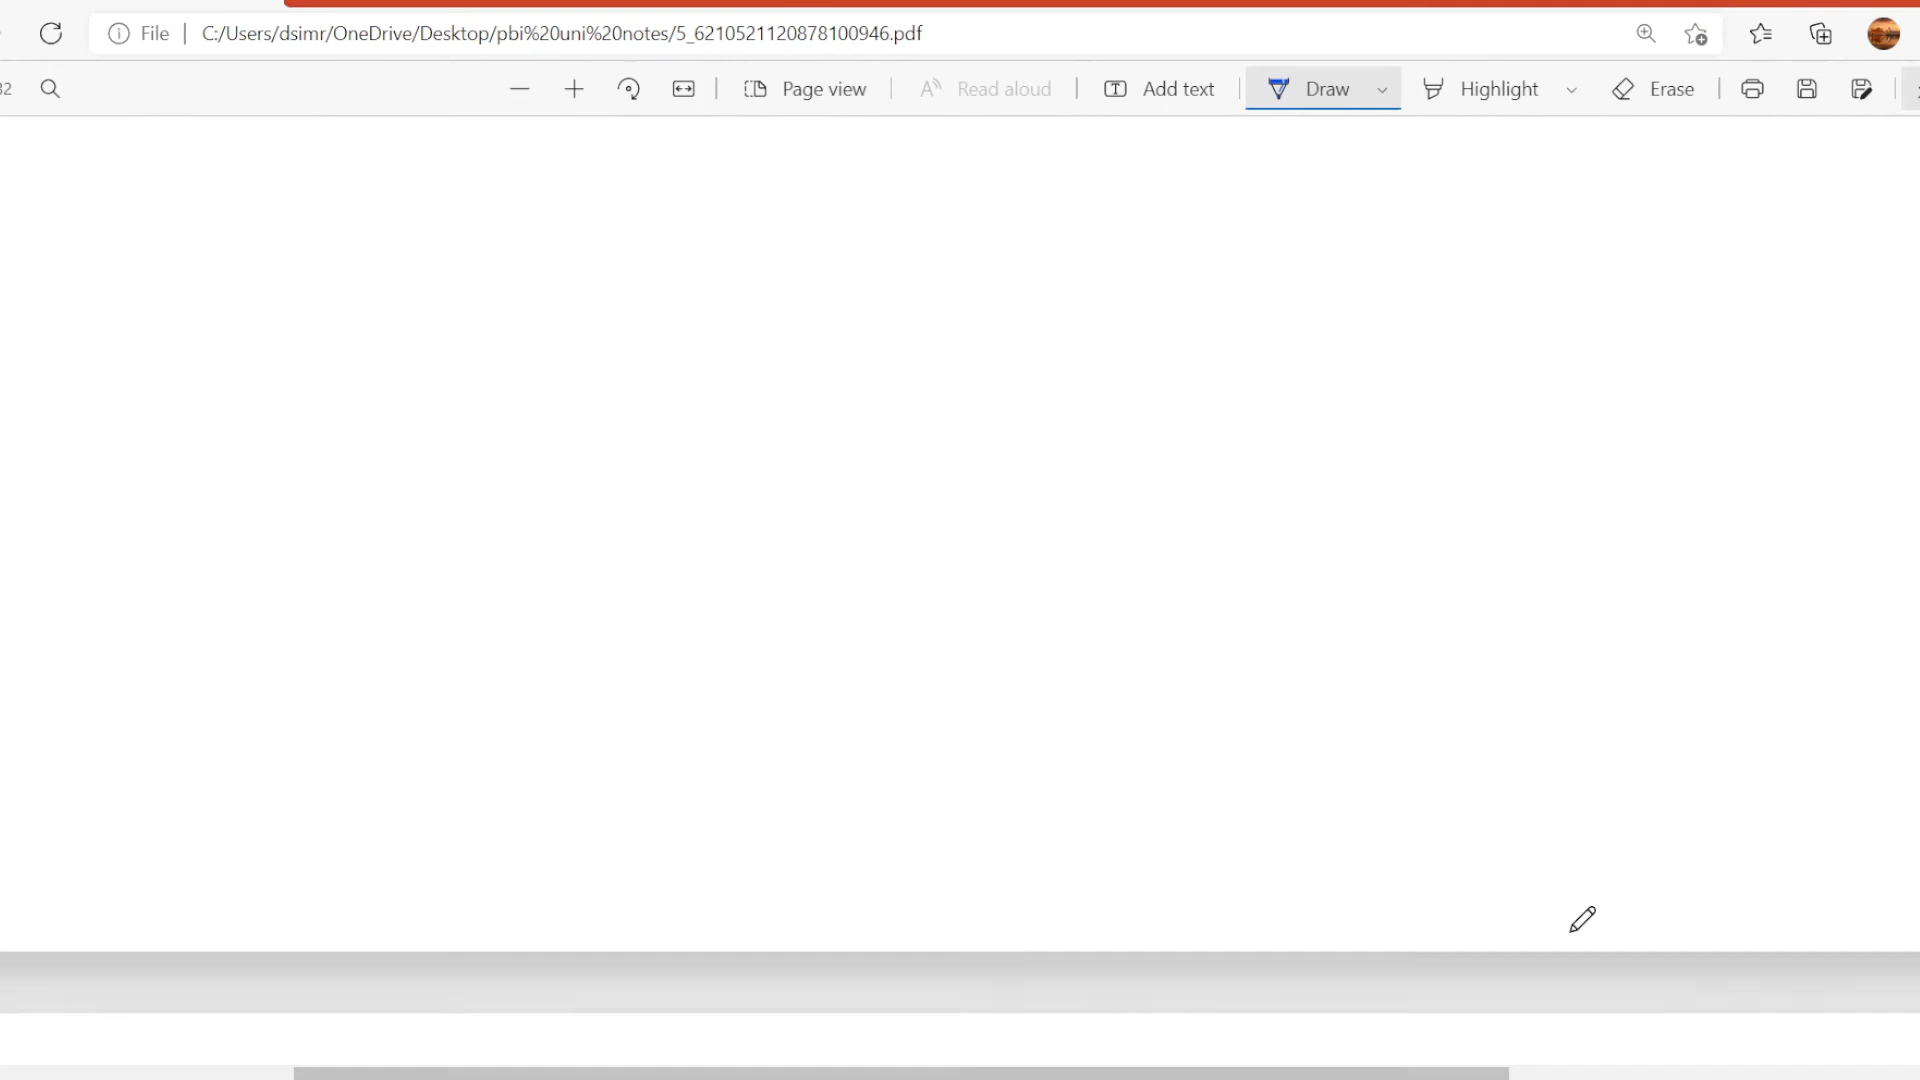 File | C:/Users/dsimr/OneDrive/Desktop/pbi%20uni%20notes/5_6210521120878100946.pdf
32 Page view Read aloud Add text Draw Highlight Erase